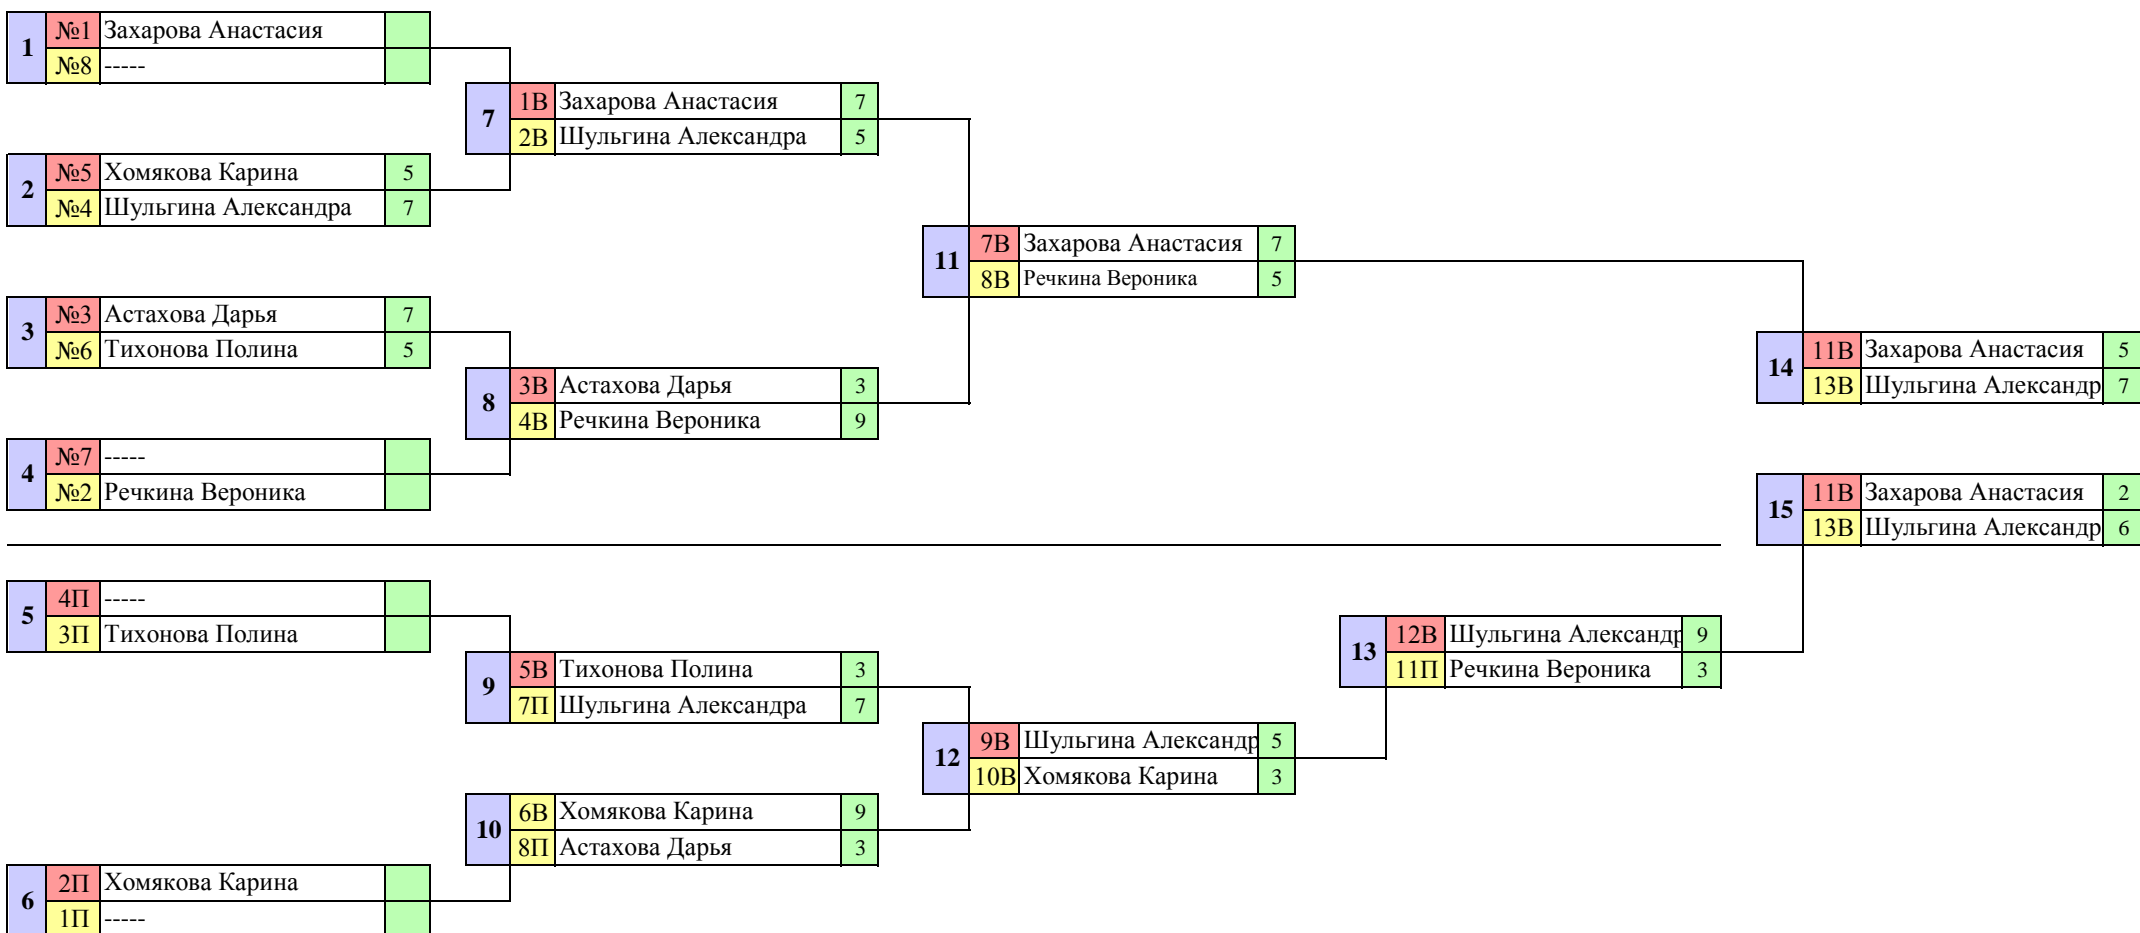 1 №1 Захарова Анастасия
№8 -----
7 1В Захарова Анастасия 7
2В Шульгина Александра 5
2 №5 Хомякова Карина 5
№4 Шульгина Александра 7
11 7В Захарова Анастасия 7
8В Речкина Вероника 5
3 №3 Астахова Дарья 7
№6 Тихонова Полина 5
14 11В Захарова Анастасия 5
13В Шульгина Александр 7
8 3В Астахова Дарья 3
4В Речкина Вероника 9
4 №7 -----
№2 Речкина Вероника
15 11В Захарова Анастасия 2
13В Шульгина Александр 6
5 4П -----
3П Тихонова Полина
13 12В Шульгина Александр 9
11П Речкина Вероника 3
9 5В Тихонова Полина 3
7П Шульгина Александра 7
12 9В Шульгина Александр 5
10В Хомякова Карина 3
10 6В Хомякова Карина 9
8П Астахова Дарья 3
6 2П Хомякова Карина
1П -----